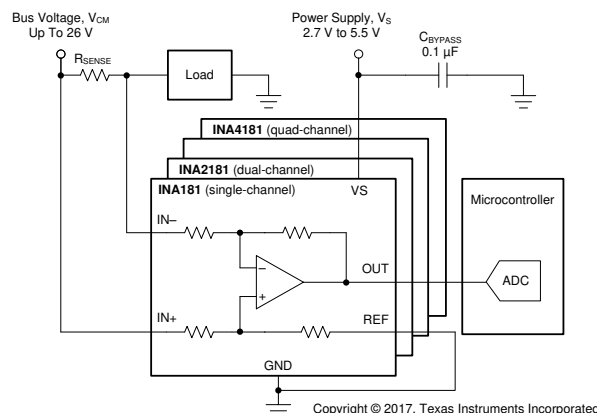 Bus Voltage, VCM
Up To 26 V
Power Supply, VS
2.7 V to 5.5 V
CBYPASS
0.1 µF
RSENSE
Load
INA4181 (quad-channel)
INA2181 (dual-channel)
INA181 (single-channel)
VS
Microcontroller
IN–
–
OUT
ADC
+
IN+
REF
GND
Copyright © 2017, Texas Instruments Incorporated